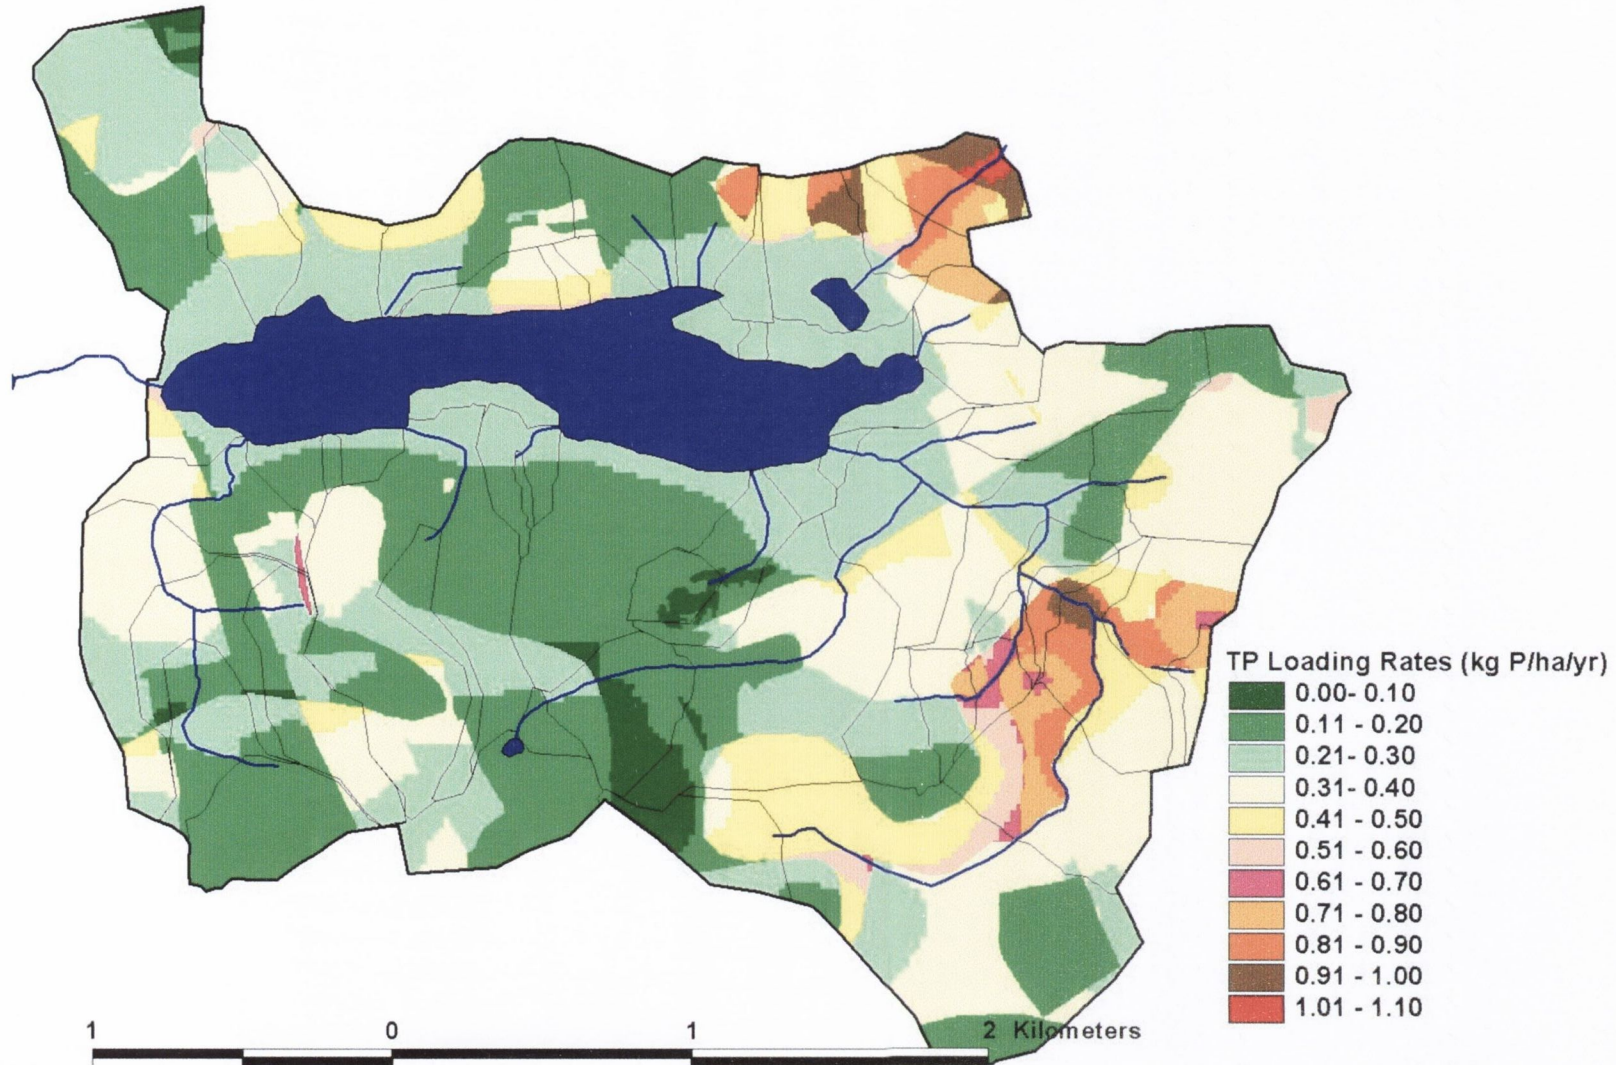 TP Loading Rates (kg P/ha/yr)
0.00- 0.10
0.11 - 0.20
0.21- 0.30
0.31- 0.40
0.41 - 0.50
0.51 - 0.60
0.61 - 0.70
0.71 - 0.80
0.81 - 0.90
0.91 - 1.00
1.01 - 1.10
1 0 1 2 Kilometers